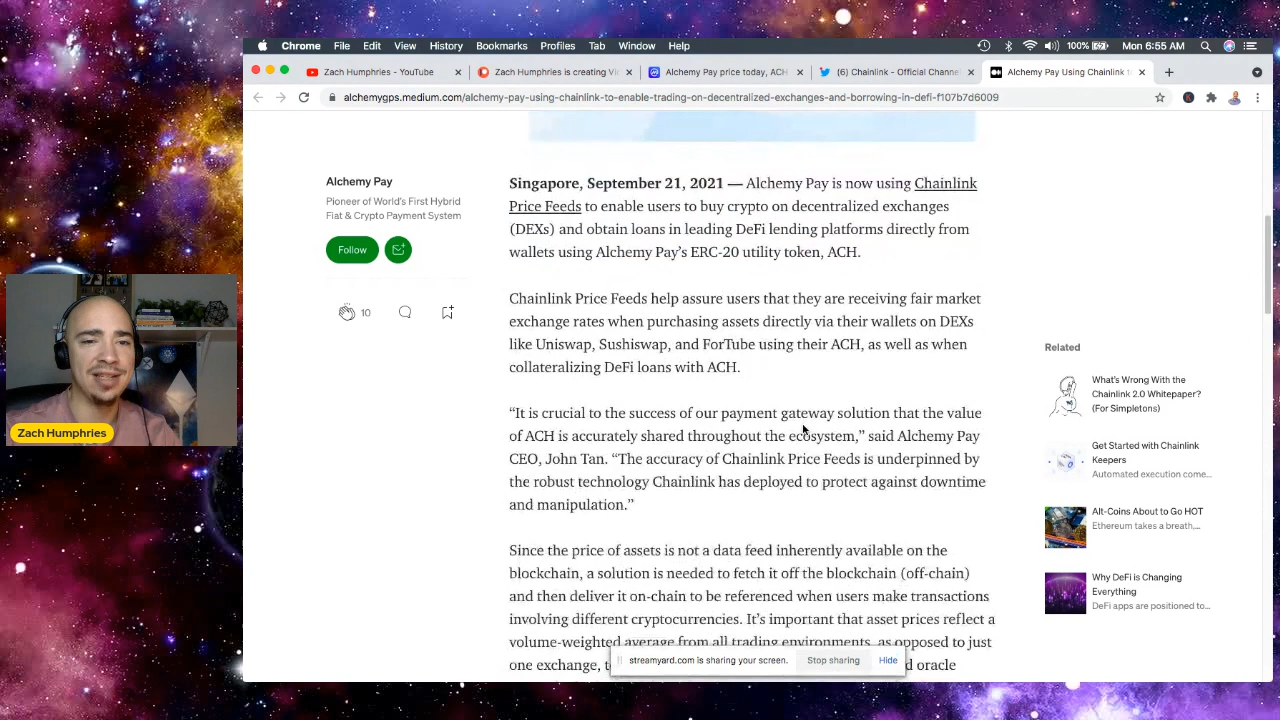 Chrome File Edit View History Bookmarks Profiles Tab Window Help 100% Mon 6:55 AM
Zach Humphries - YouTube × Zach Humphries is creating Vi × Alchemy Pay price today, ACH × (6) Chainlink - Official Channel × Alchemy Pay Using Chainlink t × +
alchemygps.medium.com/alchemy-pay-using-chainlink-to-enable-trading-on-decentralized-exchanges-and-borrowing-in-defi-f107b7d6009
Alchemy Pay
Pioneer of World's First Hybrid
Fiat & Crypto Payment System
Follow
10
Singapore, September 21, 2021 — Alchemy Pay is now using Chainlink
Price Feeds to enable users to buy crypto on decentralized exchanges
(DEXs) and obtain loans in leading DeFi lending platforms directly from
wallets using Alchemy Pay's ERC-20 utility token, ACH.
Chainlink Price Feeds help assure users that they are receiving fair market
exchange rates when purchasing assets directly via their wallets on DEXs
like Uniswap, Sushiswap, and ForTube using their ACH, as well as when
collateralizing DeFi loans with ACH.
“It is crucial to the success of our payment gateway solution that the value
of ACH is accurately shared throughout the ecosystem,” said Alchemy Pay
CEO, John Tan. “The accuracy of Chainlink Price Feeds is underpinned by
the robust technology Chainlink has deployed to protect against downtime
and manipulation.”
Since the price of assets is not a data feed inherently available on the
blockchain, a solution is needed to fetch it off the blockchain (off-chain)
and then deliver it on-chain to be referenced when users make transactions
involving different cryptocurrencies. It's important that asset prices reflect a
volume-weighted average from all trading environments, as opposed to just
one exchange, oracle
Related
What's Wrong With the
Chainlink 2.0 Whitepaper?
(For Simpletons)
Get Started with Chainlink
Keepers
Automated execution come...
Alt-Coins About to Go HOT
Ethereum takes a breath,...
Why DeFi is Changing
Everything
DeFi apps are positioned to...
Zach Humphries
streamyard.com is sharing your screen. Stop sharing Hide